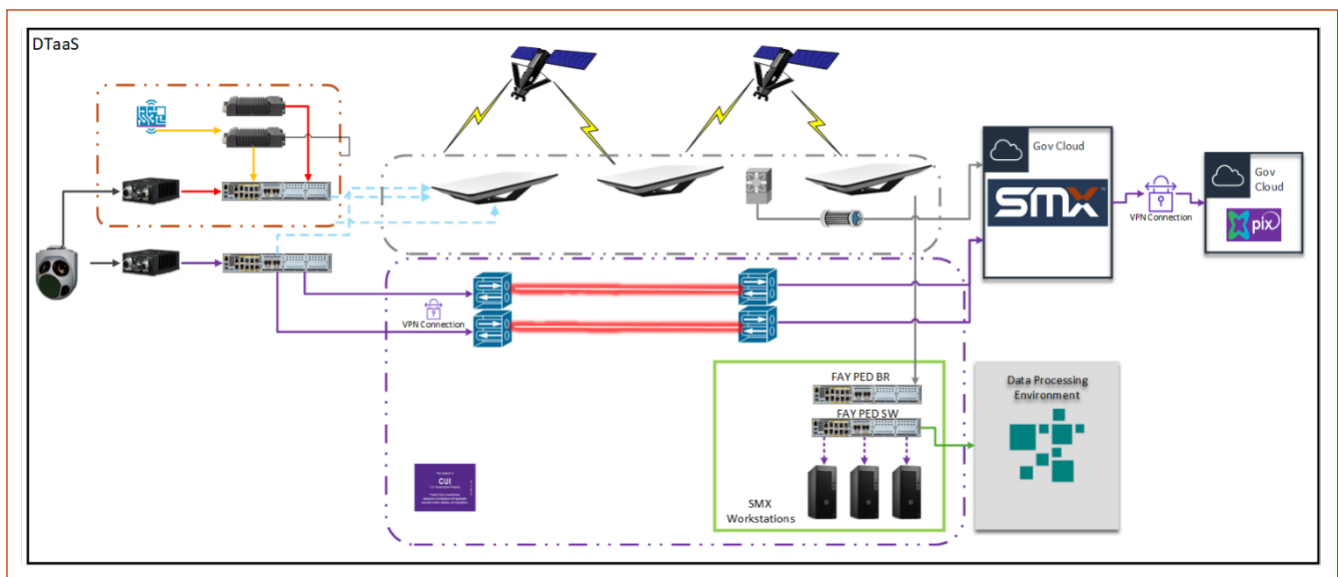 DTaaS
Gov Cloud
SMX
TM
VPN Connection
Gov
Cloud
pix
VPN Connection
FAY PED BR
FAY PED SW
SMX
Workstations
Data Processing
Environment
CUI